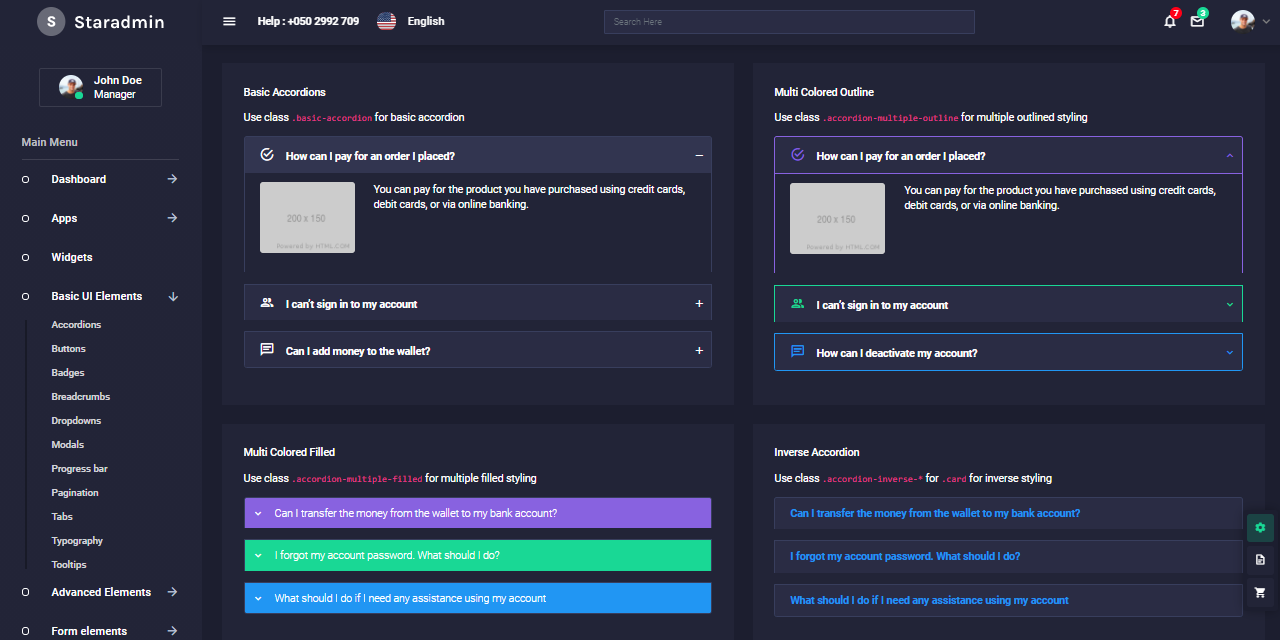 S Staradmin
Help : +050 2992 709
English
Search Here
7
3
John Doe
Manager
Main Menu
Dashboard
Apps
Widgets
Basic UI Elements
Accordions
Buttons
Badges
Breadcrumbs
Dropdowns
Modals
Progress bar
Pagination
Tabs
Typography
Tooltips
Advanced Elements
Form elements
Basic Accordions
Use class .basic-accordion for basic accordion
How can I pay for an order I placed?
200 x 150
Powered by HTML.COM
You can pay for the product you have purchased using credit cards,
debit cards, or via online banking.
I can't sign in to my account
Can I add money to the wallet?
Multi Colored Outline
Use class .accordion-multiple-outline for multiple outlined styling
How can I pay for an order I placed?
200 x 150
Powered by HTML.COM
You can pay for the product you have purchased using credit cards,
debit cards, or via online banking.
I can't sign in to my account
How can I deactivate my account?
Multi Colored Filled
Use class .accordion-multiple-filled for multiple filled styling
Can I transfer the money from the wallet to my bank account?
I forgot my account password. What should I do?
What should I do if I need any assistance using my account
Inverse Accordion
Use class .accordion-inverse-* for .card for inverse styling
Can I transfer the money from the wallet to my bank account?
I forgot my account password. What should I do?
What should I do if I need any assistance using my account